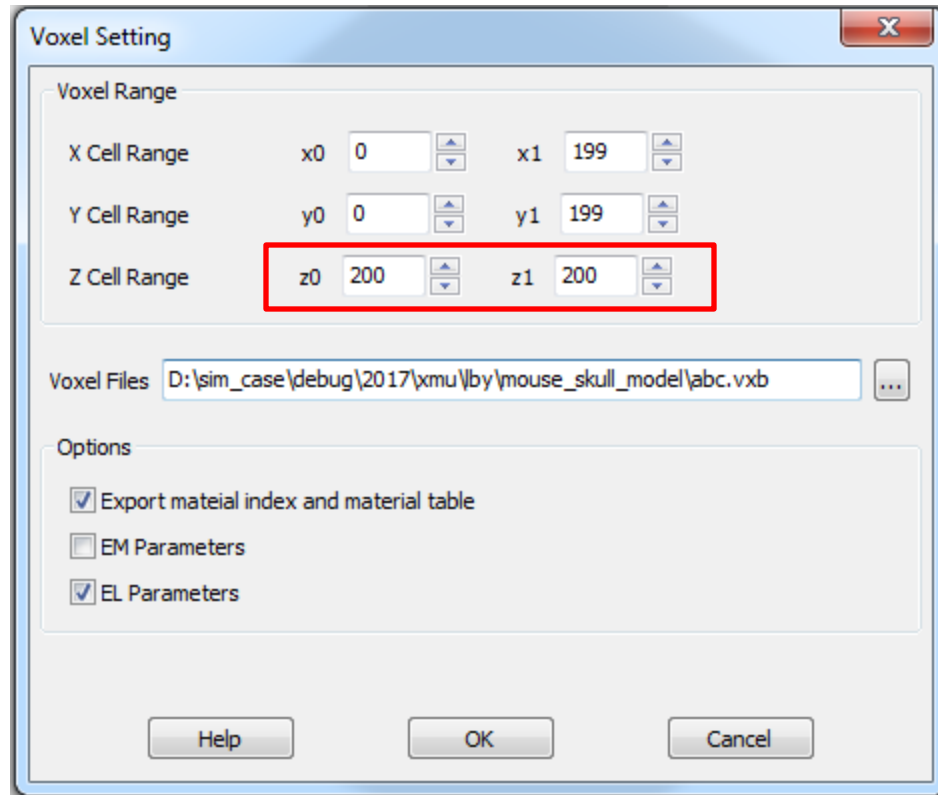 Voxel Setting
Voxel Range
X Cell Range x0 0 x1 199
Y Cell Range y0 0 y1 199
Z Cell Range z0 200 z1 200
Voxel Files D:\sim_case\debug\2017\xmu\lby\mouse_skull_model\abc.vxb ...
Options
Export mateial index and material table
EM Parameters
EL Parameters
Help OK Cancel